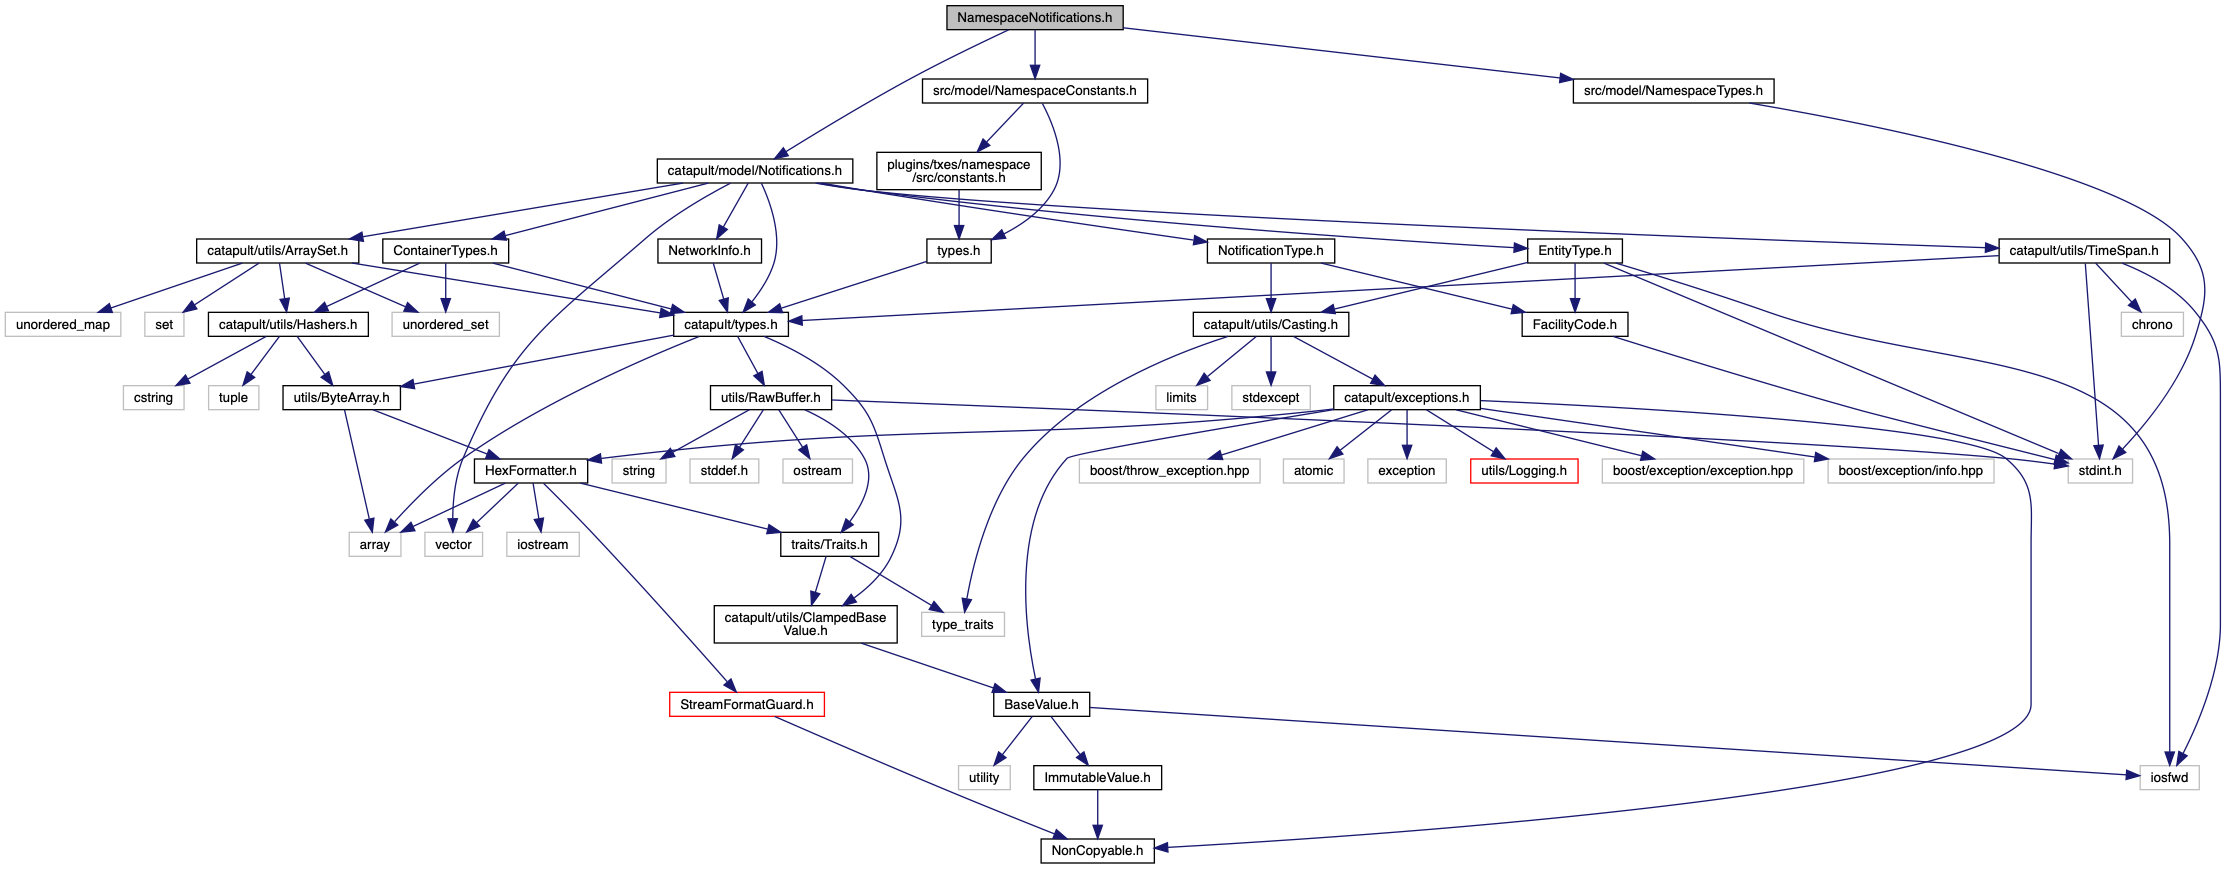 NamespaceNotifications.h
src/model/NamespaceConstants.h
src/model/NamespaceTypes.h
catapult/model/Notifications.h
plugins/txes/namespace
/src/constants.h
catapult/utils/ArraySet.h
ContainerTypes.h
NetworkInfo.h
types.h
NotificationType.h
EntityType.h
catapult/utils/TimeSpan.h
unordered_map
set
catapult/utils/Hashers.h
unordered_set
catapult/types.h
catapult/utils/Casting.h
FacilityCode.h
chrono
cstring
tuple
utils/ByteArray.h
utils/RawBuffer.h
limits
stdexcept
catapult/exceptions.h
HexFormatter.h
string
stddef.h
ostream
boost/throw_exception.hpp
atomic
exception
utils/Logging.h
boost/exception/exception.hpp
boost/exception/info.hpp
stdint.h
array
vector
iostream
traits/Traits.h
catapult/utils/ClampedBase
Value.h
type_traits
StreamFormatGuard.h
BaseValue.h
utility
ImmutableValue.h
iosfwd
NonCopyable.h